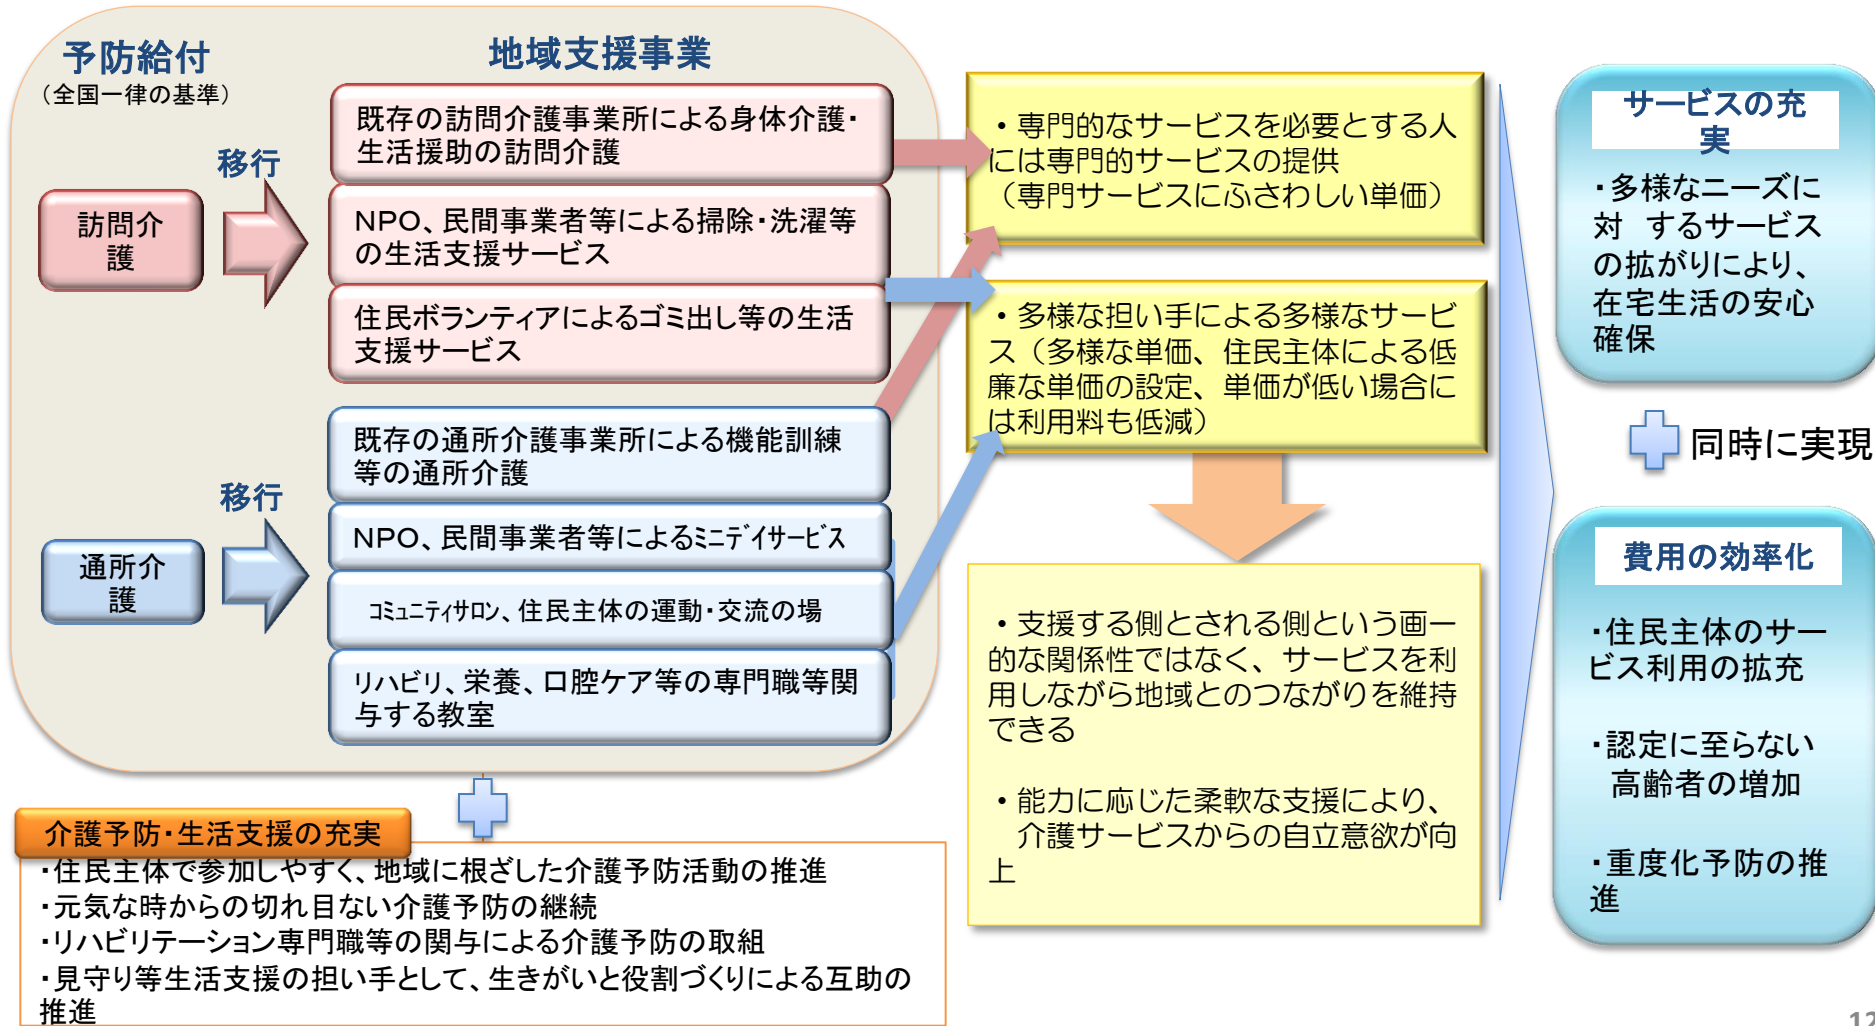 予防給付
（全国一律の基準）
地域支援事業
移行
訪問介
護
既存の訪問介護事業所による身体介護・
生活援助の訪問介護
NPO、民間事業者等による掃除・洗濯等
の生活支援サービス
住民ボランティアによるゴミ出し等の生活
支援サービス
移行
通所介
護
既存の通所介護事業所による機能訓練
等の通所介護
NPO、民間事業者等によるﾐﾆﾃﾞｲサービス
ｺﾐｭﾆﾃｨサロン、住民主体の運動・交流の場
リハビリ、栄養、口腔ケア等の専門職等関
与する教室
介護予防・生活支援の充実
・住民主体で参加しやすく、地域に根ざした介護予防活動の推進
・元気な時からの切れ目ない介護予防の継続
・リハビリテーション専門職等の関与による介護予防の取組
・見守り等生活支援の担い手として、生きがいと役割づくりによる互助の
推進
・専門的なサービスを必要とする人
には専門的サービスの提供
（専門サービスにふさわしい単価）
・多様な担い手による多様なサービ
ス（多様な単価、住民主体による低
廉な単価の設定、単価が低い場合に
は利用料も低減）
・支援する側とされる側という画一
的な関係性ではなく、サービスを利
用しながら地域とのつながりを維持
できる
・能力に応じた柔軟な支援により、
介護サービスからの自立意欲が向
上
サービスの充
実
・多様なニーズに
対　するサービス
の拡がりにより、
在宅生活の安心
確保
同時に実現
費用の効率化
・住民主体のサー
ビス利用の拡充
・認定に至らない
高齢者の増加
・重度化予防の推
進
12